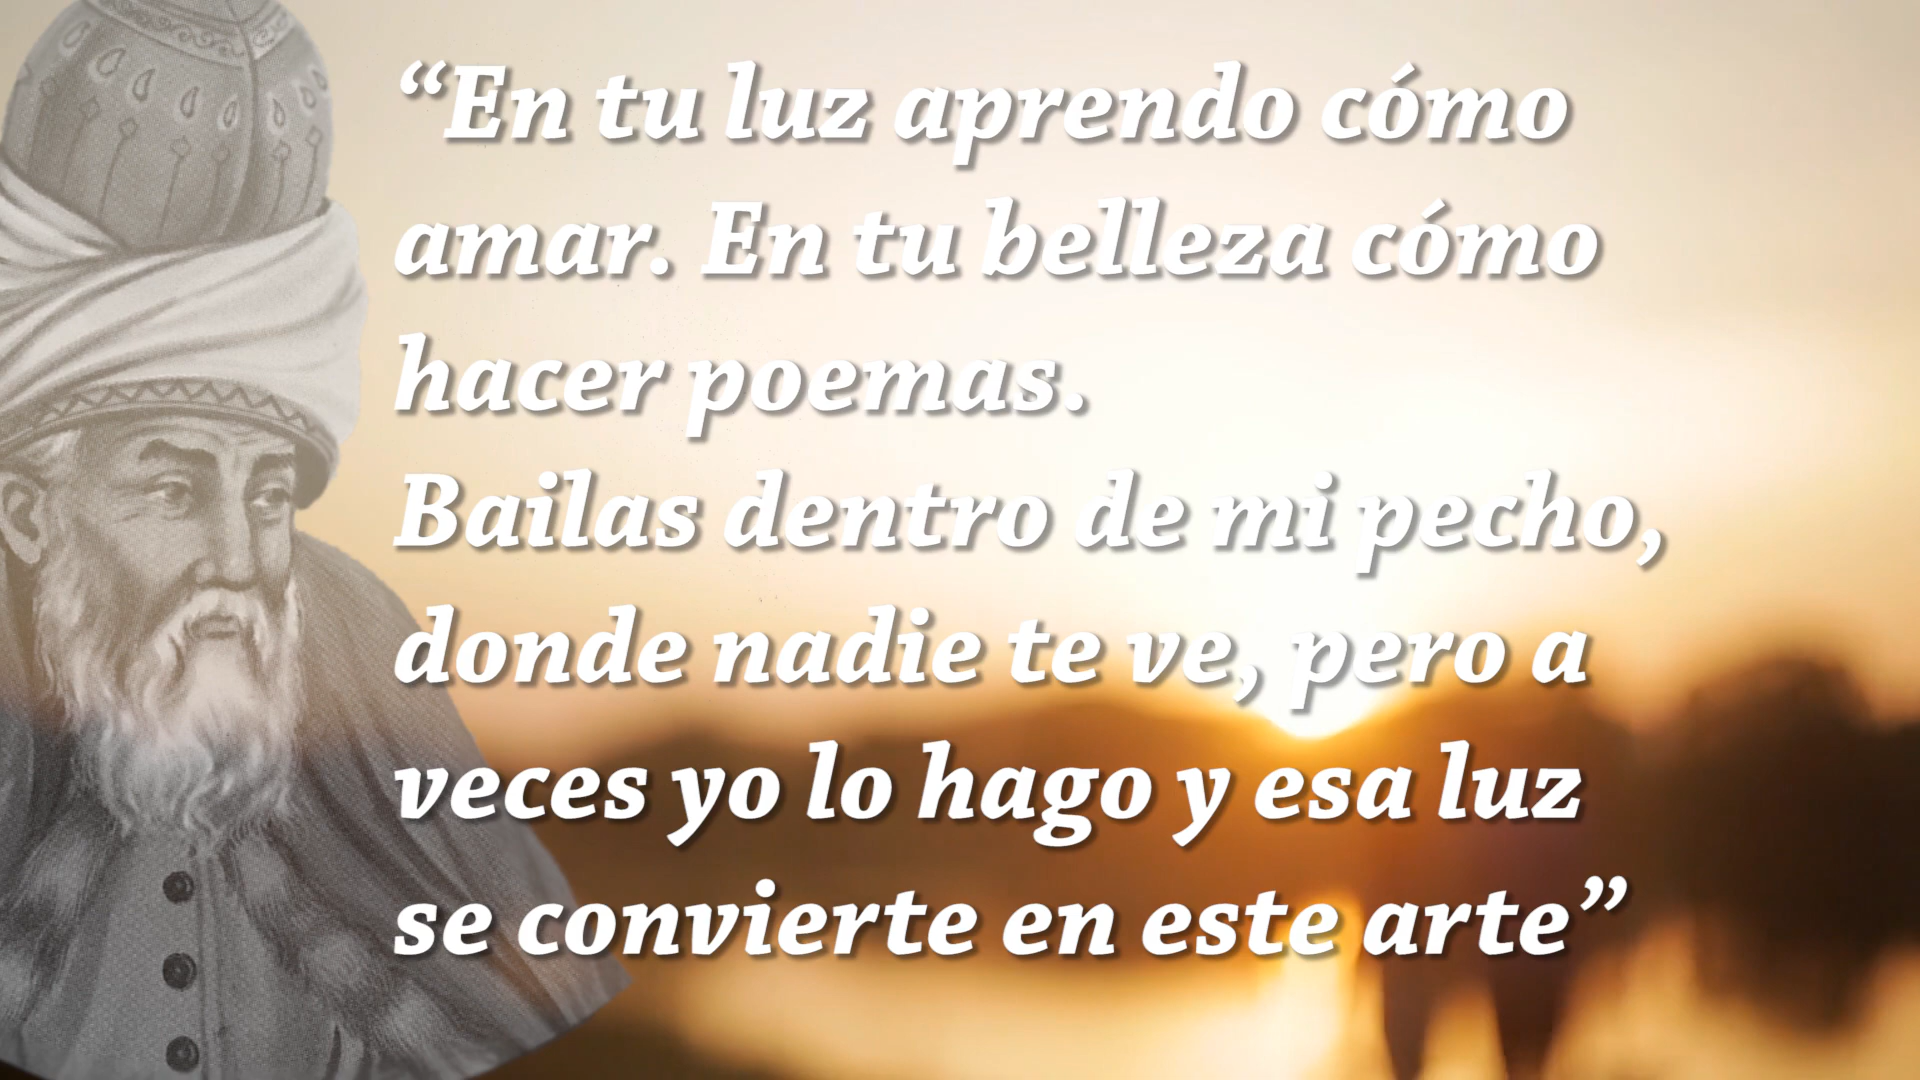 “En tu luz aprendo cómo
amar. En tu belleza cómo
hacer poemas.
Bailas dentro de mi pecho,
donde nadie te ve, pero a
veces yo lo hago y esa luz
se convierte en este arte”